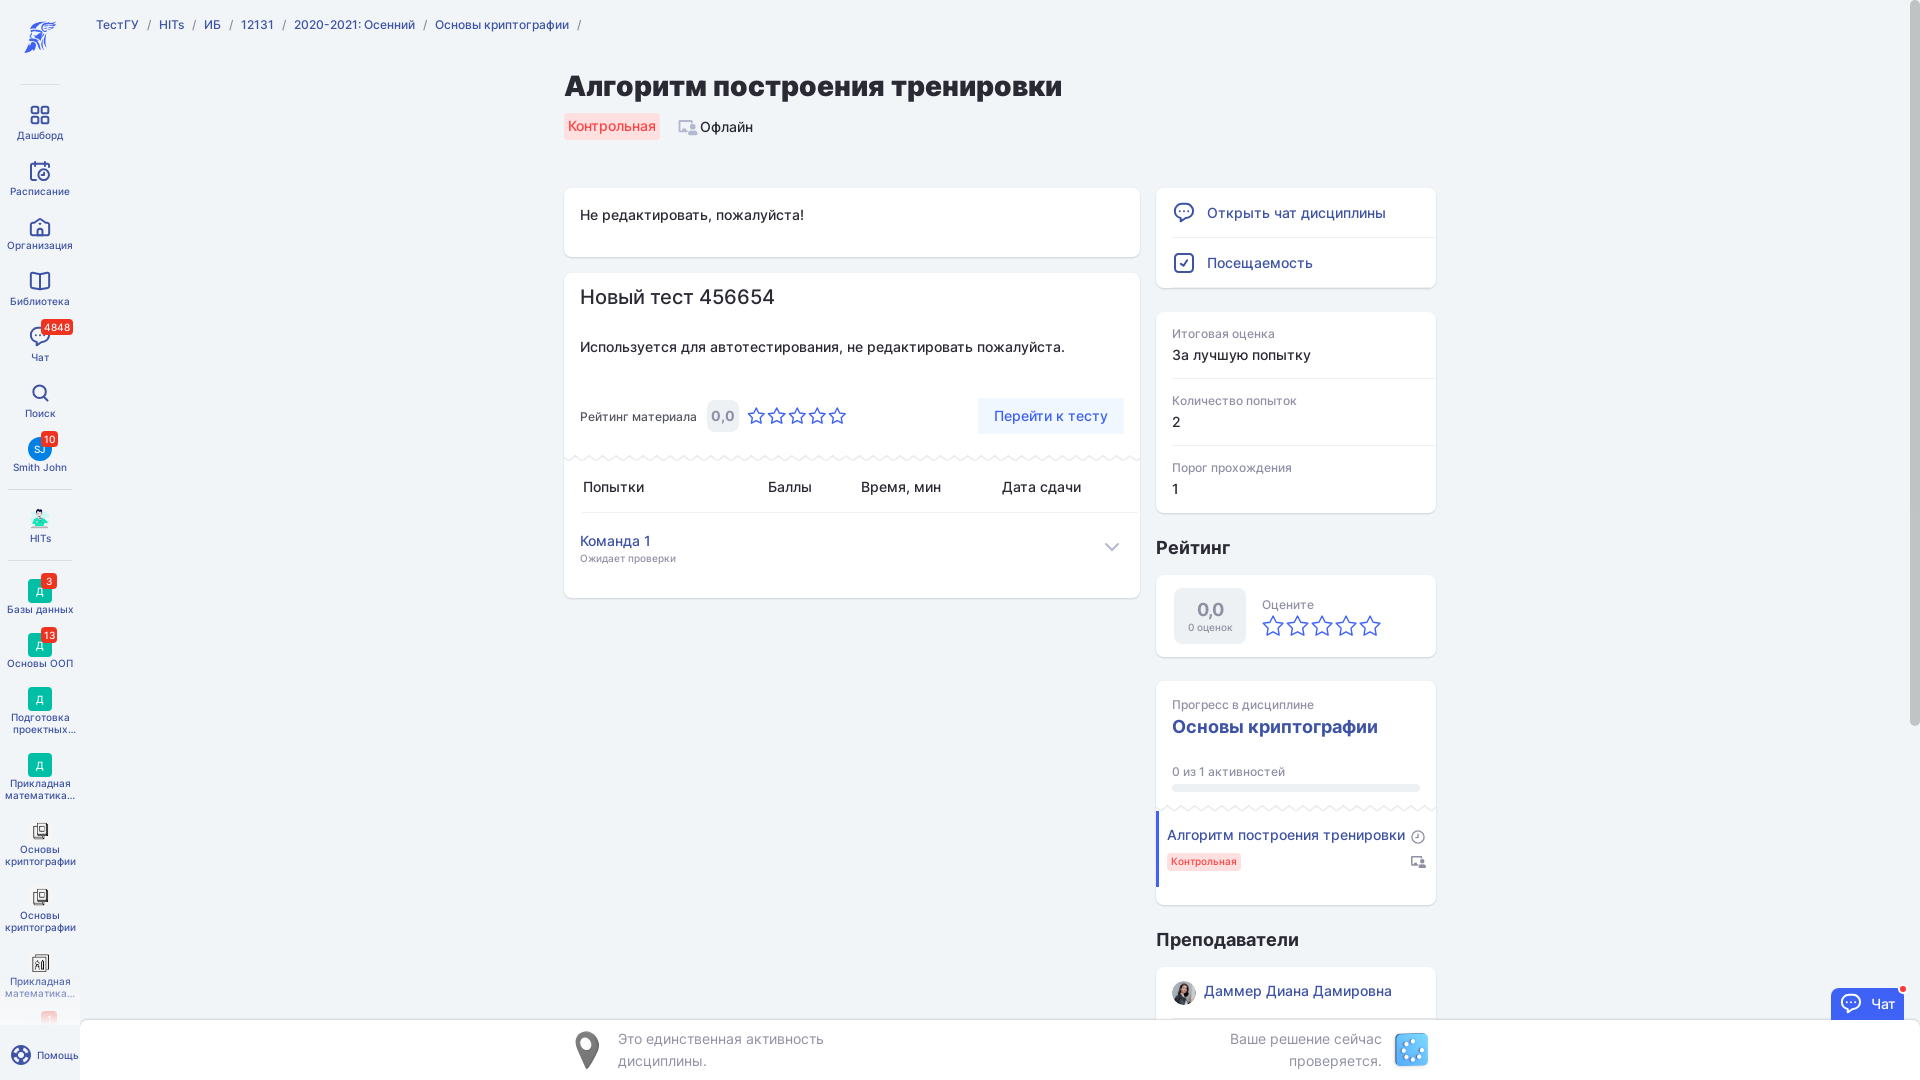 ТестГУ / HITs / ИБ / 12131 / 2020-2021: Осенний / Основы криптографии /
Дашборд
Расписание
Организация
Библиотека
4848
Чат
Поиск
10
SJ
Smith John
HITs
3
Д
Базы данных
13
Д
Основы ООП
Д
Подготовка
проектных...
Д
Прикладная
математика...
Основы
криптографии
Основы
криптографии
Прикладная
математика...
1
Помощь
Алгоритм построения тренировки
Контрольная
Офлайн
Не редактировать, пожалуйста!
Новый тест 456654
Используется для автотестирования, не редактировать пожалуйста.
Рейтинг материала 0,0
Перейти к тесту
Попытки Баллы Время, мин Дата сдачи
Команда 1
Ожидает проверки
Открыть чат дисциплины
Посещаемость
Итоговая оценка
За лучшую попытку
Количество попыток
2
Порог прохождения
1
Рейтинг
0,0
0 оценок
Оцените
Прогресс в дисциплине
Основы криптографии
0 из 1 активностей
Алгоритм построения тренировки
Контрольная
Преподаватели
Даммер Диана Дамировна
Чат
Это единственная активность
дисциплины.
Ваше решение сейчас
проверяется.